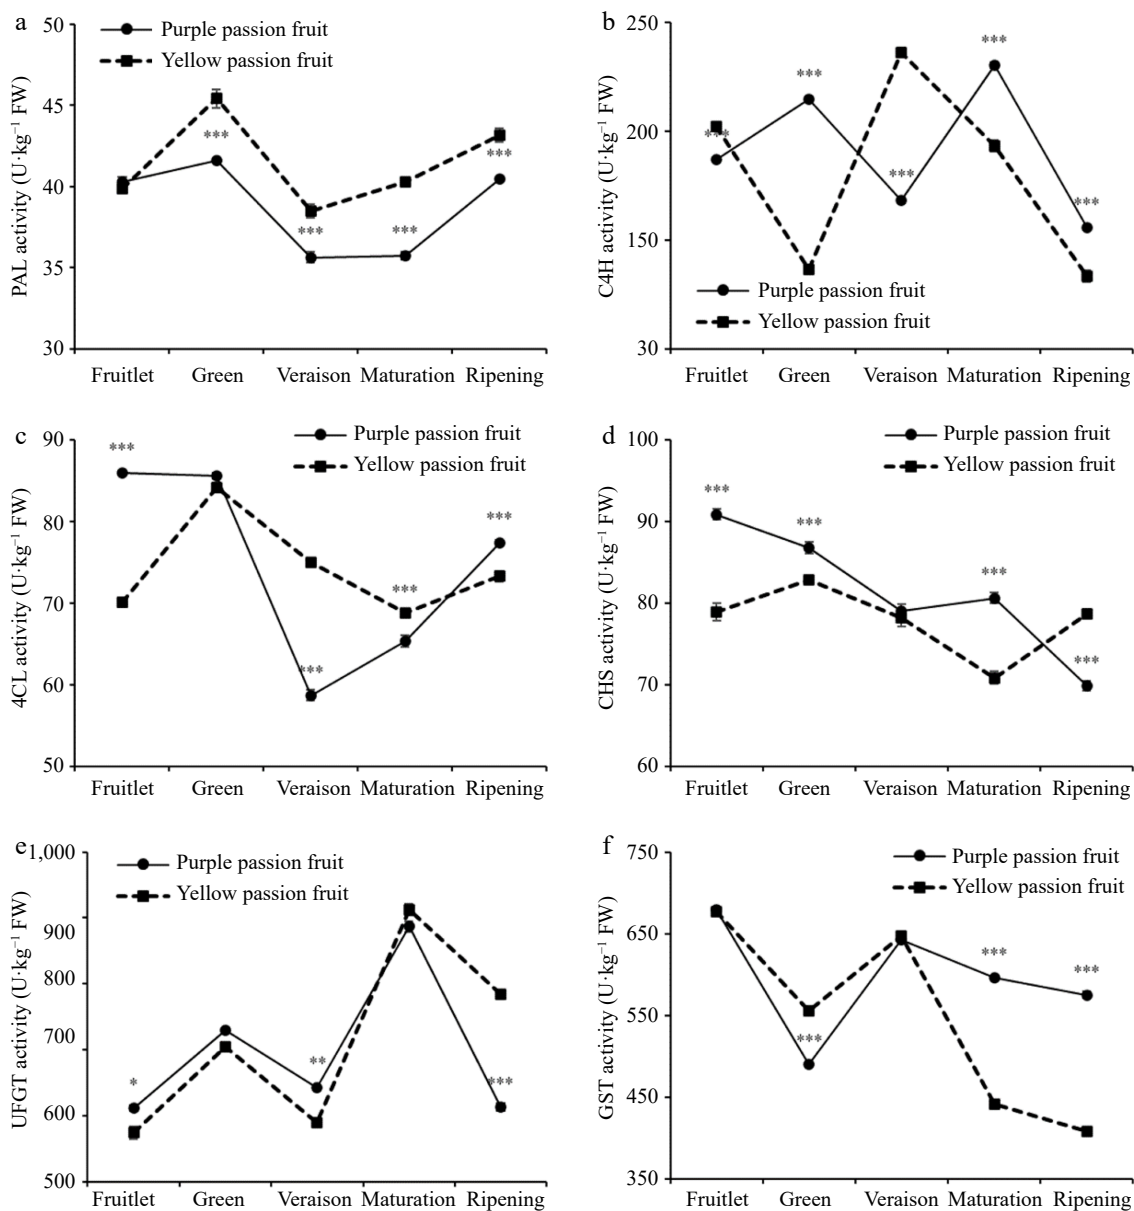 a
50
45
40
35
30
PAL activity (U·kg⁻¹ FW)
Purple passion fruit
Yellow passion fruit
***
***
***
***
Fruitlet Green Veraison Maturation Ripening
b
250
200
150
30
C4H activity (U·kg⁻¹ FW)
***
***
***
***
***
Purple passion fruit
Yellow passion fruit
Fruitlet Green Veraison Maturation Ripening
c
90
80
70
60
50
4CL activity (U·kg⁻¹ FW)
Purple passion fruit
Yellow passion fruit
***
***
***
***
Fruitlet Green Veraison Maturation Ripening
d
100
90
80
70
60
CHS activity (U·kg⁻¹ FW)
Purple passion fruit
Yellow passion fruit
***
***
***
***
Fruitlet Green Veraison Maturation Ripening
e
1,000
900
800
700
600
500
UFGT activity (U·kg⁻¹ FW)
Purple passion fruit
Yellow passion fruit
*
**
***
Fruitlet Green Veraison Maturation Ripening
f
750
650
550
450
350
GST activity (U·kg⁻¹ FW)
Purple passion fruit
Yellow passion fruit
***
***
***
Fruitlet Green Veraison Maturation Ripening